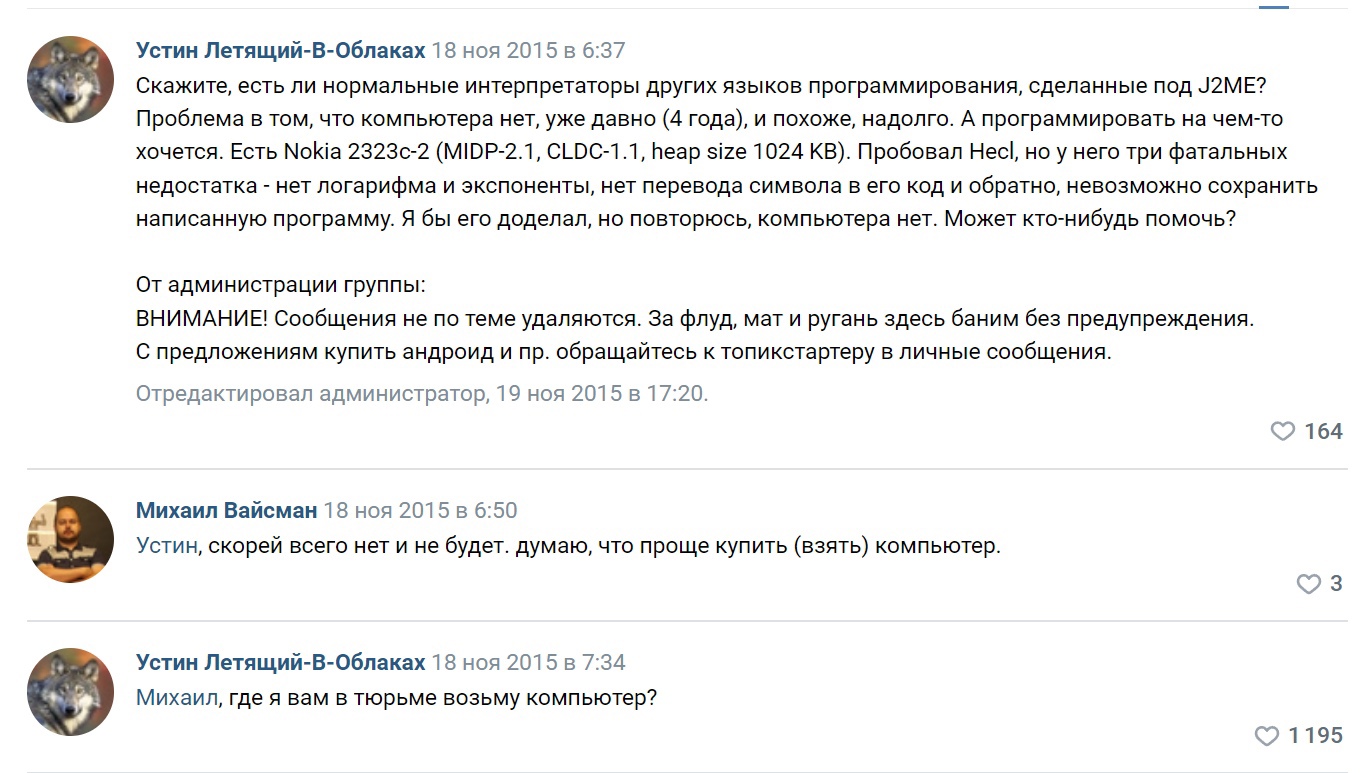 Устин Летящий-В-Облаках 18 ноя 2015 в 6:37
Скажите, есть ли нормальные интерпретаторы других языков программирования, сделанные под J2ME?
Проблема в том, что компьютера нет, уже давно (4 года), и похоже, надолго. А программировать на чем-то
хочется. Есть Nokia 2323c-2 (MIDP-2.1, CLDC-1.1, heap size 1024 KB). Пробовал Hecl, но у него три фатальных
недостатка - нет логарифма и экспоненты, нет перевода символа в его код и обратно, невозможно сохранить
написанную программу. Я бы его доделал, но повторюсь, компьютера нет. Может кто-нибудь помочь?
От администрации группы:
ВНИМАНИЕ! Сообщения не по теме удаляются. За флуд, мат и ругань здесь баним без предупреждения.
С предложениям купить андроид и пр. обращайтесь к топикстартеру в личные сообщения.
Отредактировал администратор, 19 ноя 2015 в 17:20.
164
Михаил Вайсман 18 ноя 2015 в 6:50
Устин, скорей всего нет и не будет. думаю, что проще купить (взять) компьютер.
3
Устин Летящий-В-Облаках 18 ноя 2015 в 7:34
Михаил, где я вам в тюрьме возьму компьютер?
1 195